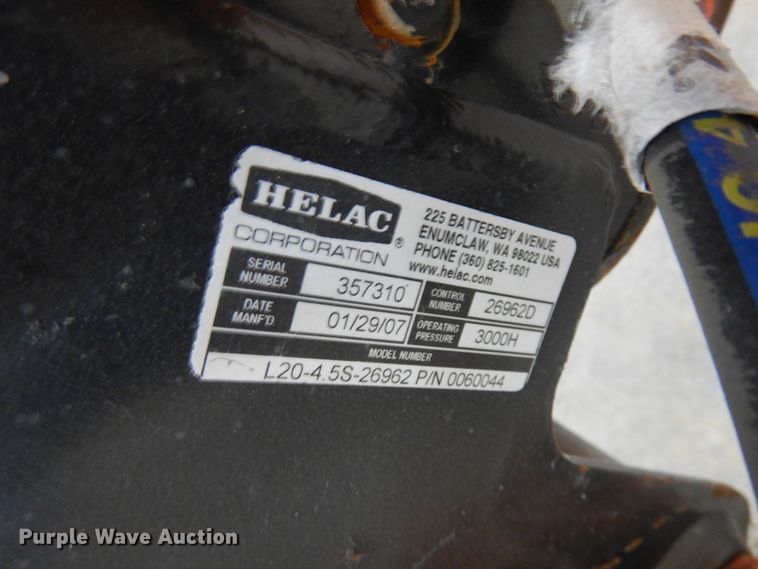 HELAC
CORPORATION ®
225 BATTERSBY AVENUE
ENUMCLAW, WA 98022 USA
PHONE (360) 825-1601
www.helac.com
SERIAL
NUMBER
357310
CONTROL
NUMBER
26962D
DATE
MANF'D.
01/29/07
OPERATING
PRESSURE
3000H
MODEL NUMBER
L20-4.5S-26962 P/N 0060044
Purple Wave Auction